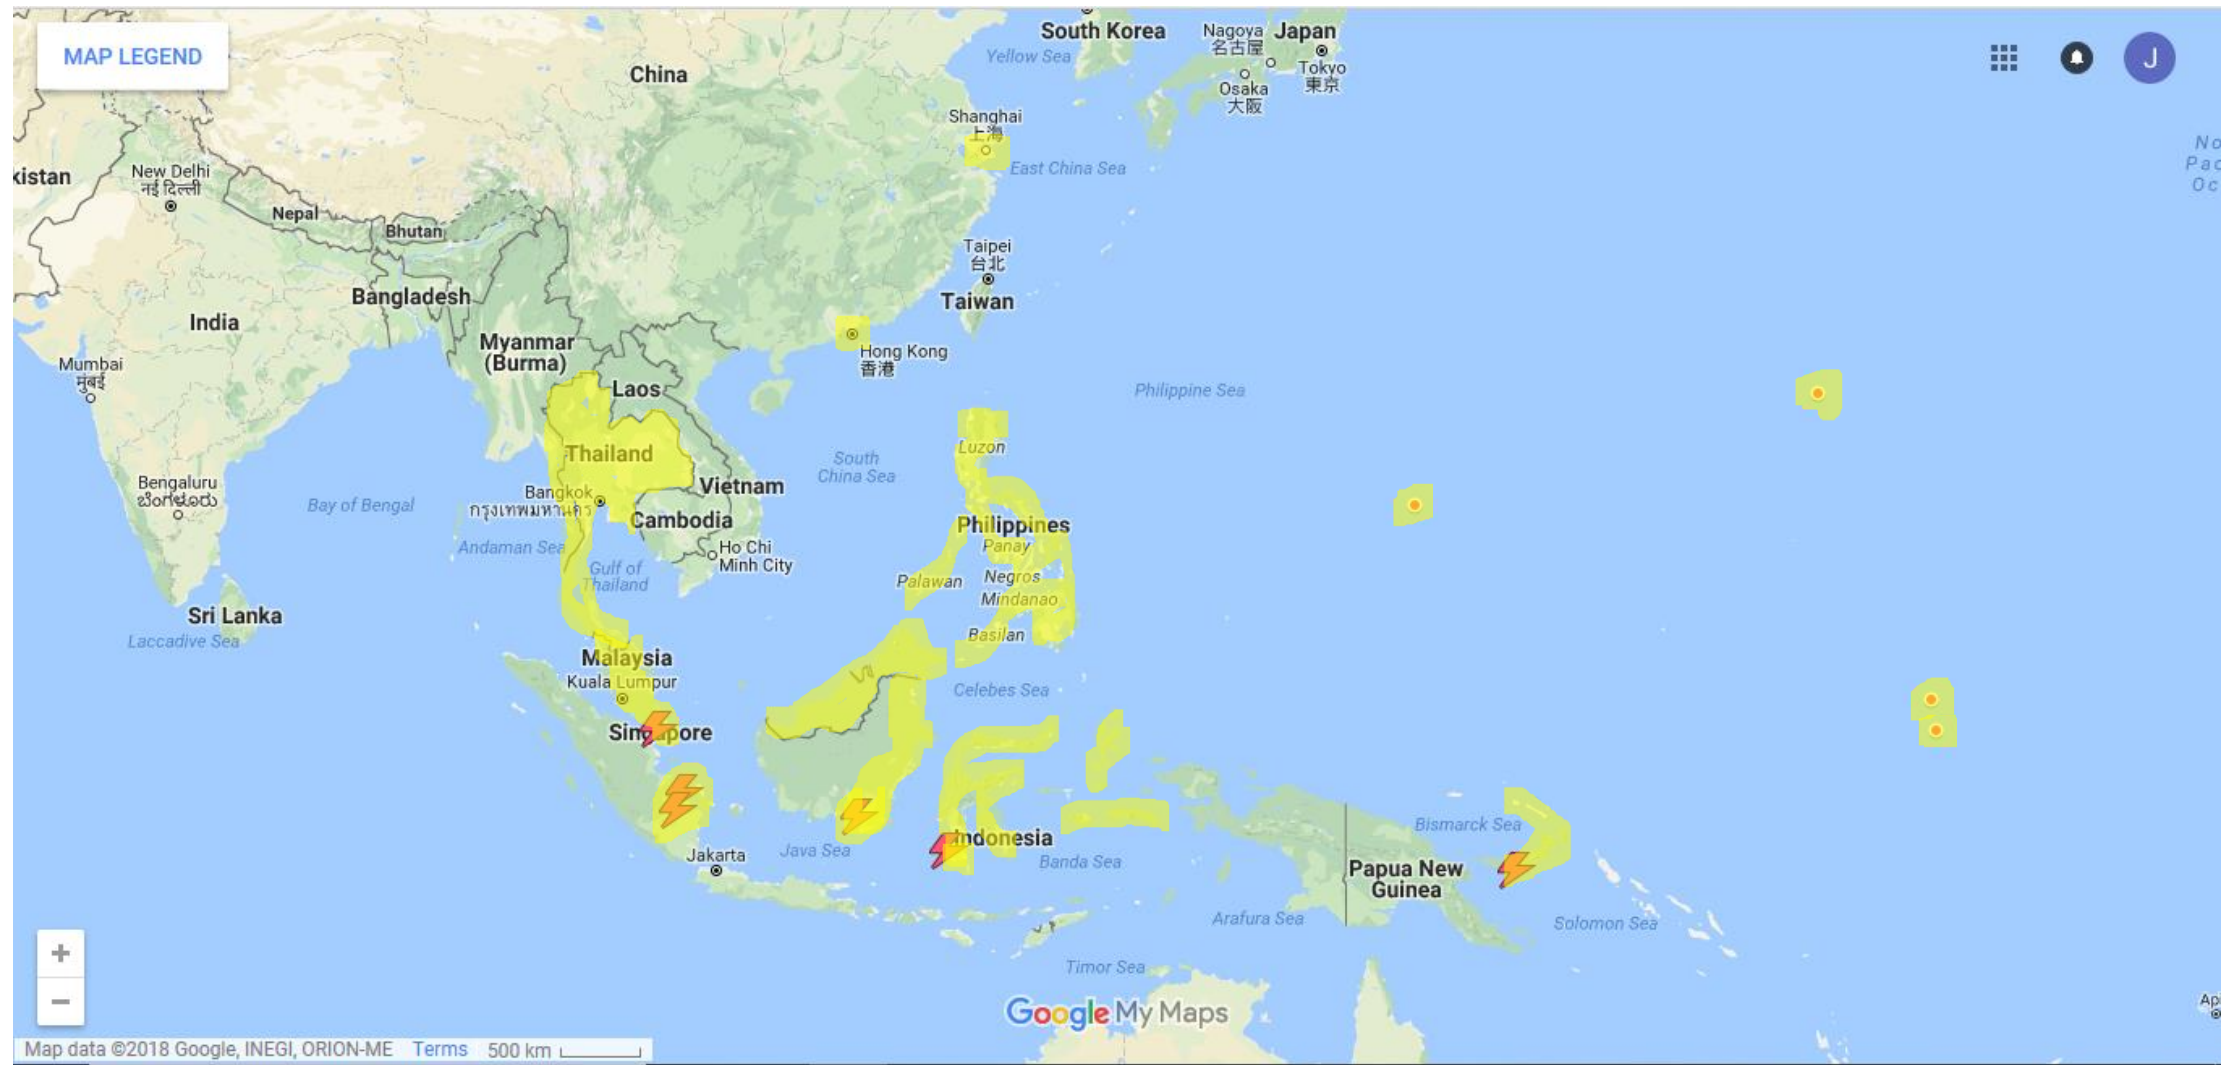 MAP LEGEND
South Korea
Nagoya
名古屋
Japan
Yellow Sea
Tokyo
東京
China
Osaka
大阪
J
Shanghai
上海
East China Sea
No
Pac
Oc
kistan
New Delhi
नई दिल्ली
Nepal
Bhutan
Taipei
台北
Taiwan
Bangladesh
India
Myanmar
(Burma)
Hong Kong
香港
Mumbai
मुंबई
Laos
Philippine Sea
Thailand
Luzon
South
China Sea
Vietnam
Bengaluru
ಬೆಂಗಳೂರು
Bay of Bengal
Bangkok
กรุงเทพมหานคร
Cambodia
Philippines
Panay
Andaman Sea
Ho Chi
Minh City
Gulf of
Thailand
Palawan
Negros
Mindanao
Sri Lanka
Laccadive Sea
Basilan
Malaysia
Kuala Lumpur
Celebes Sea
Singapore
Indonesia
Bismarck Sea
Jakarta
Java Sea
Banda Sea
Papua New
Guinea
Arafura Sea
Solomon Sea
Timor Sea
+
−
Google My Maps
Api
Map data ©2018 Google, INEGI, ORION-ME Terms 500 km